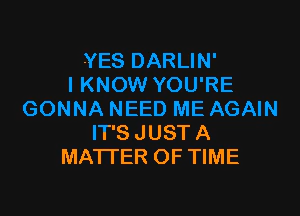 YES DARLIN'
I KNOW YOU'RE
GONNA NEED ME AGAIN
IT'S JUST A
MATTER OF TIME